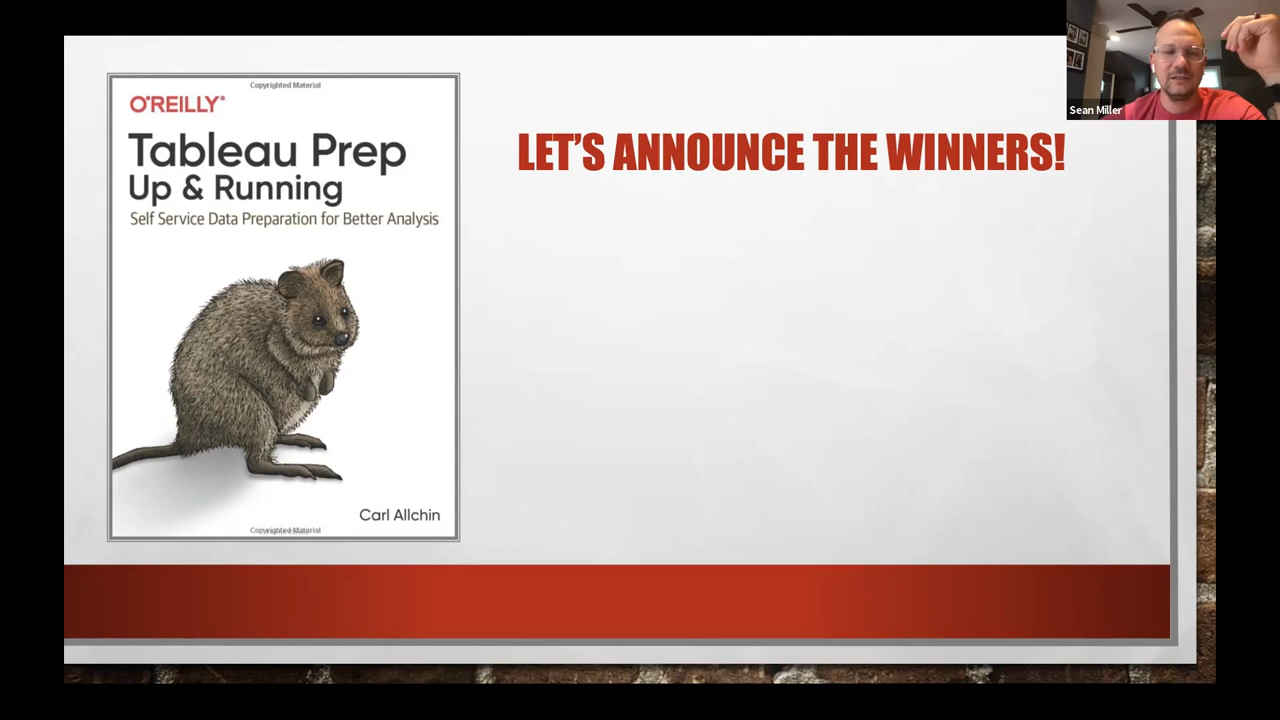 Copyrighted Material
O'REILLY®
Tableau Prep
Up & Running
Self Service Data Preparation for Better Analysis
Carl Allchin
Copyrighted Material
LET'S ANNOUNCE THE WINNERS!
Sean Miller